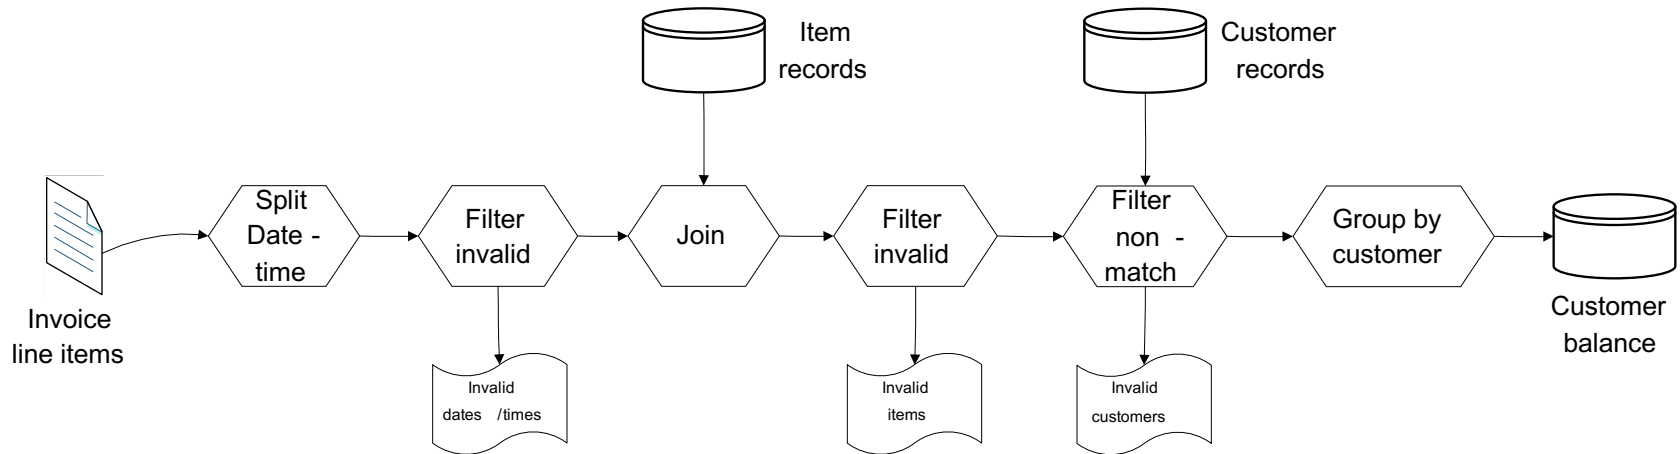 Item
records
Customer
records
Invoice
line items
Split
Date -
time
Filter
invalid
Join
Filter
invalid
Filter
non -
match
Group by
customer
Customer
balance
Invalid
dates /times
Invalid
items
Invalid
customers